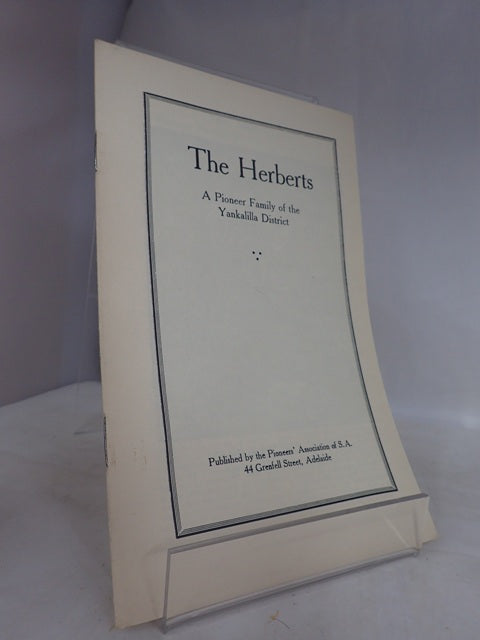 The Herberts
A Pioneer Family of the
Yankalilla District
Published by the Pioneers' Association of S.A.
44 Grenfell Street, Adelaide